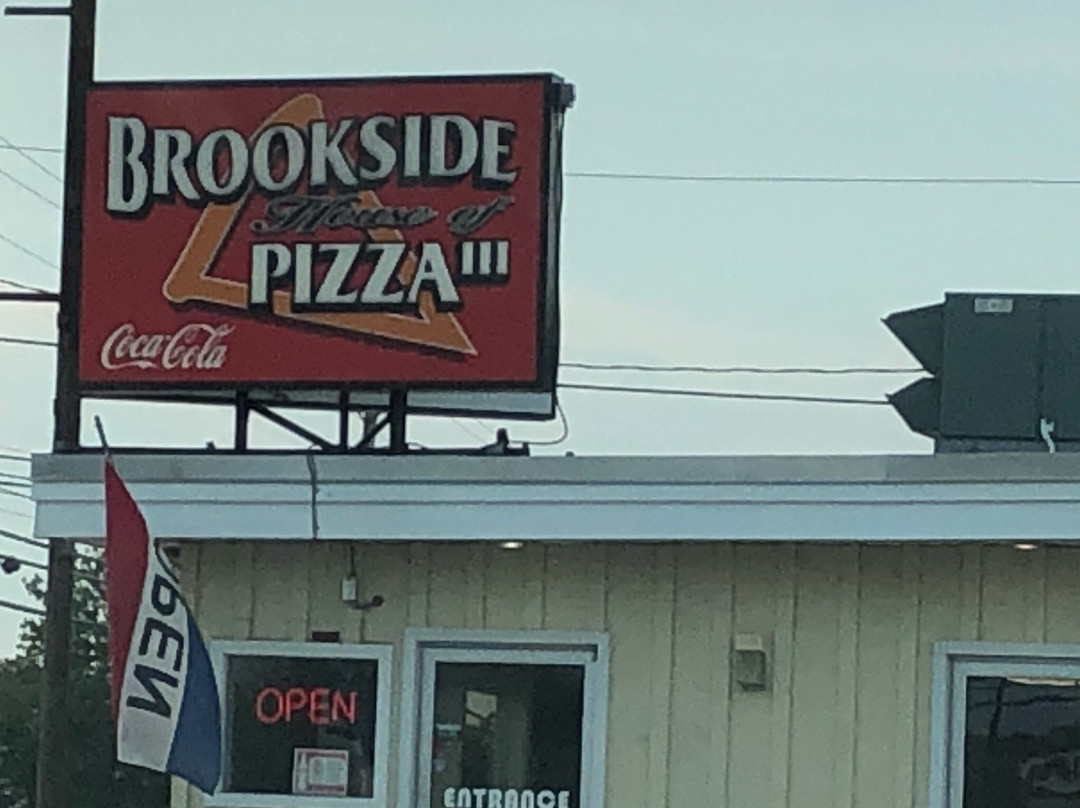 BROOKSIDE
House of
PIZZA III
Coca-Cola
OPEN
OPEN
ENTRANCE